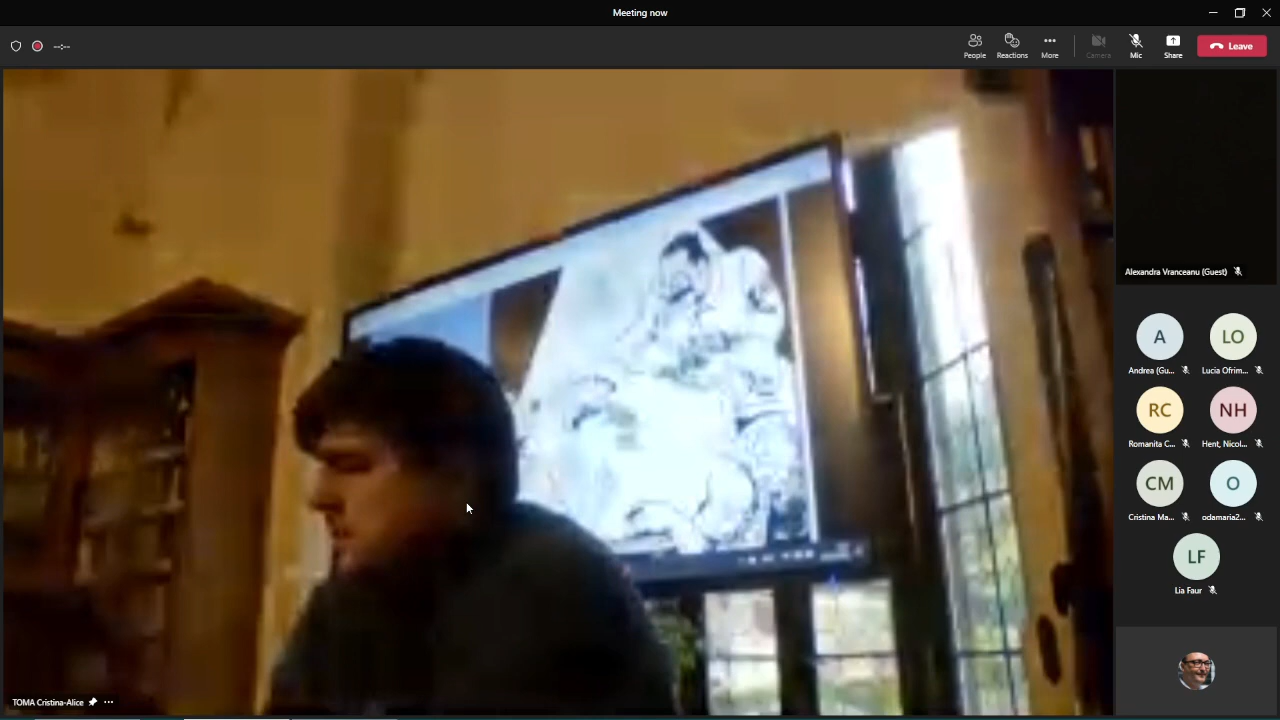 Meeting now
--:--
People
Reactions
More
Camera
Mic
Share
Leave
Alexandra Vranceanu (Guest)
A
LO
Andrea (Gu...
Lucia Ofrim...
RC
NH
Romanita C...
Hent, Nicol...
CM
O
Cristina Ma...
odamaria2...
LF
Lia Faur
TOMA Cristina-Alice
...